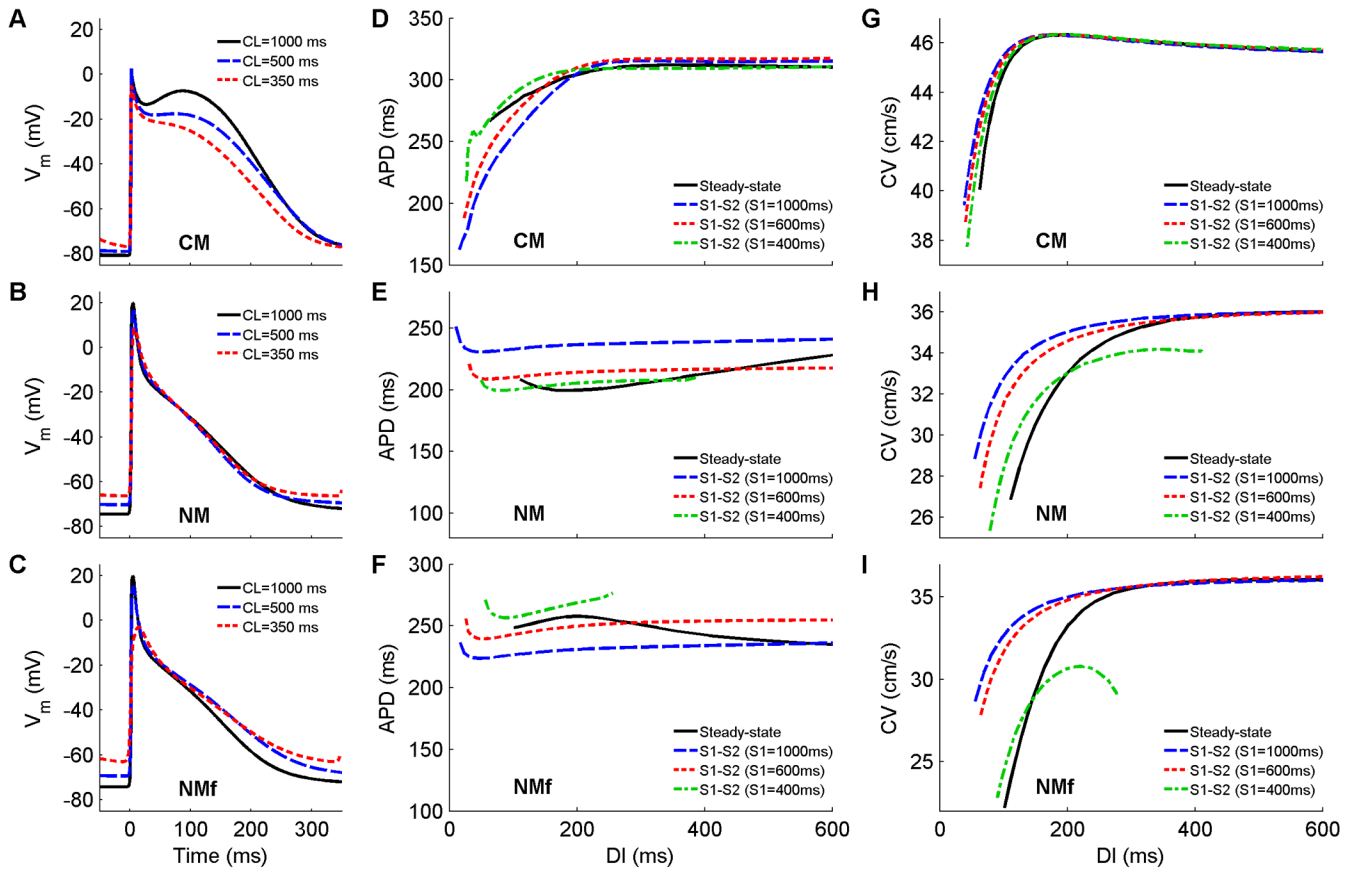 A
20
0
-20
-40
-60
-80
Vm (mV)
CL=1000 ms
CL=500 ms
CL=350 ms
CM
B
20
0
-20
-40
-60
-80
Vm (mV)
CL=1000 ms
CL=500 ms
CL=350 ms
NM
C
20
0
-20
-40
-60
-80
Vm (mV)
CL=1000 ms
CL=500 ms
CL=350 ms
NMf
0 100 200 300
Time (ms)
D
350
300
250
200
150
APD (ms)
Steady-state
S1-S2 (S1=1000ms)
S1-S2 (S1=600ms)
S1-S2 (S1=400ms)
CM
E
250
200
150
100
APD (ms)
Steady-state
S1-S2 (S1=1000ms)
S1-S2 (S1=600ms)
S1-S2 (S1=400ms)
NM
F
300
250
200
150
100
APD (ms)
Steady-state
S1-S2 (S1=1000ms)
S1-S2 (S1=600ms)
S1-S2 (S1=400ms)
NMf
0 200 400 600
DI (ms)
G
46
44
42
40
38
CV (cm/s)
Steady-state
S1-S2 (S1=1000ms)
S1-S2 (S1=600ms)
S1-S2 (S1=400ms)
CM
H
36
34
32
30
28
26
CV (cm/s)
Steady-state
S1-S2 (S1=1000ms)
S1-S2 (S1=600ms)
S1-S2 (S1=400ms)
NM
I
35
30
25
CV (cm/s)
Steady-state
S1-S2 (S1=1000ms)
S1-S2 (S1=600ms)
S1-S2 (S1=400ms)
NMf
0 200 400 600
DI (ms)